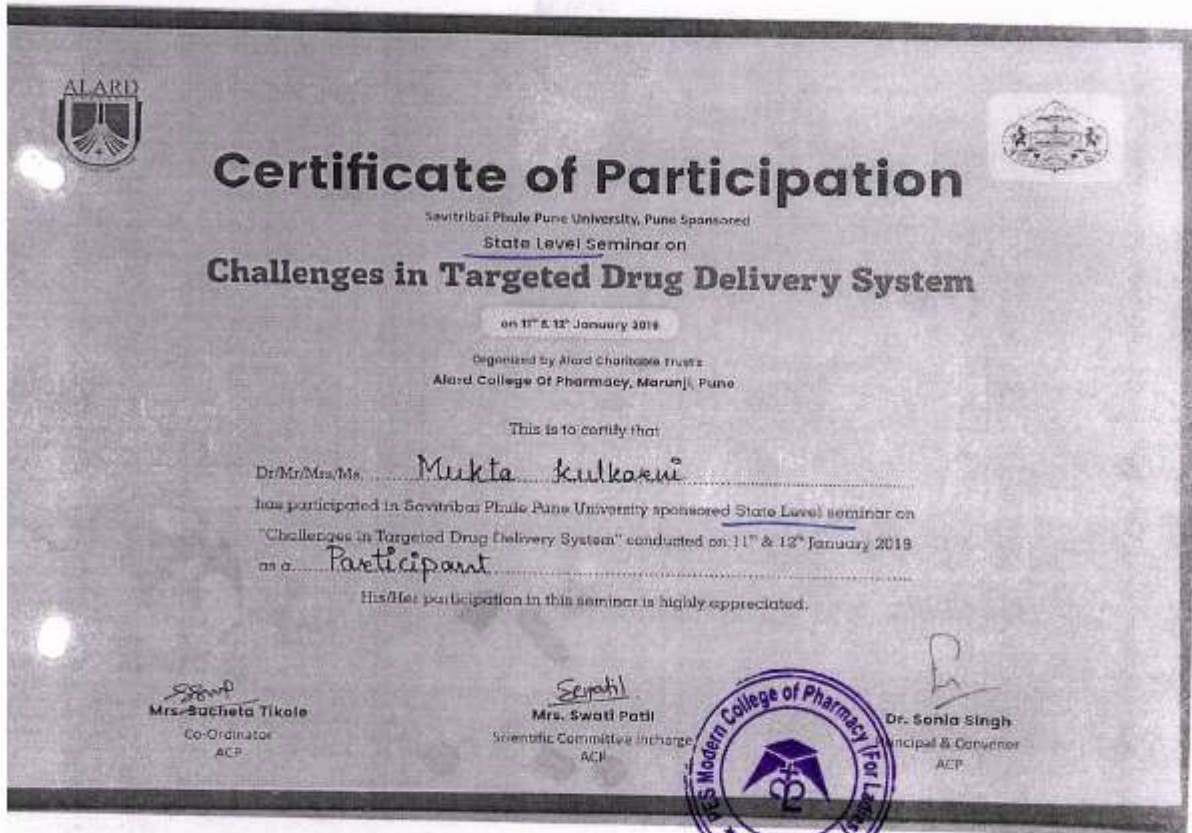 ALARD
Certificate of Participation
Savitribai Phule Pune University, Pune Sponsored
State Level Seminar on
Challenges in Targeted Drug Delivery System
on 11th & 12th January 2019
Organized by Alard Charitable Trust's
Alard College Of Pharmacy, Marunji, Pune
This is to certify that
Dr/Mr/Mrs/Ms. Mukta Kulkarni
has participated in Savitribai Phule Pune University sponsored State Level seminar on
"Challenges in Targeted Drug Delivery System" conducted on 11th & 12th January 2019
as a Participant
His/Her participation in this seminar is highly appreciated.
Mrs. Sucheta Tikole
Co-Ordinator
ACP
Spatil
Mrs. Swati Patil
Scientific Committee Incharge
ACP
Dr. Sonia Singh
Principal & Convenor
ACP
PES Modern College of Pharmacy (For Ladies)